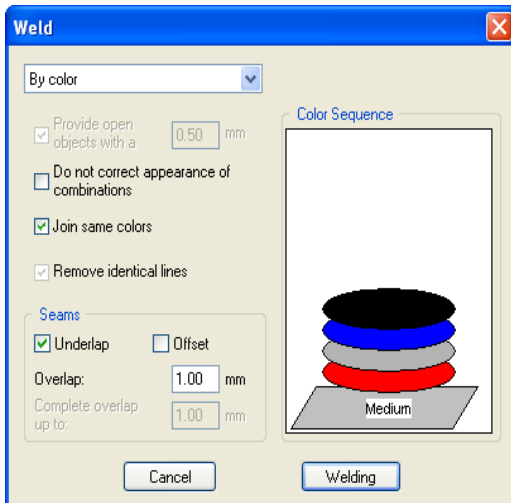 Weld
By color
Provide open
objects with a
0.50 mm
Do not correct appearance of
combinations
Join same colors
Remove identical lines
Seams
Underlap Offset
Overlap: 1.00 mm
Complete overlap
up to:
1.00 mm
Color Sequence
Medium
Cancel Welding